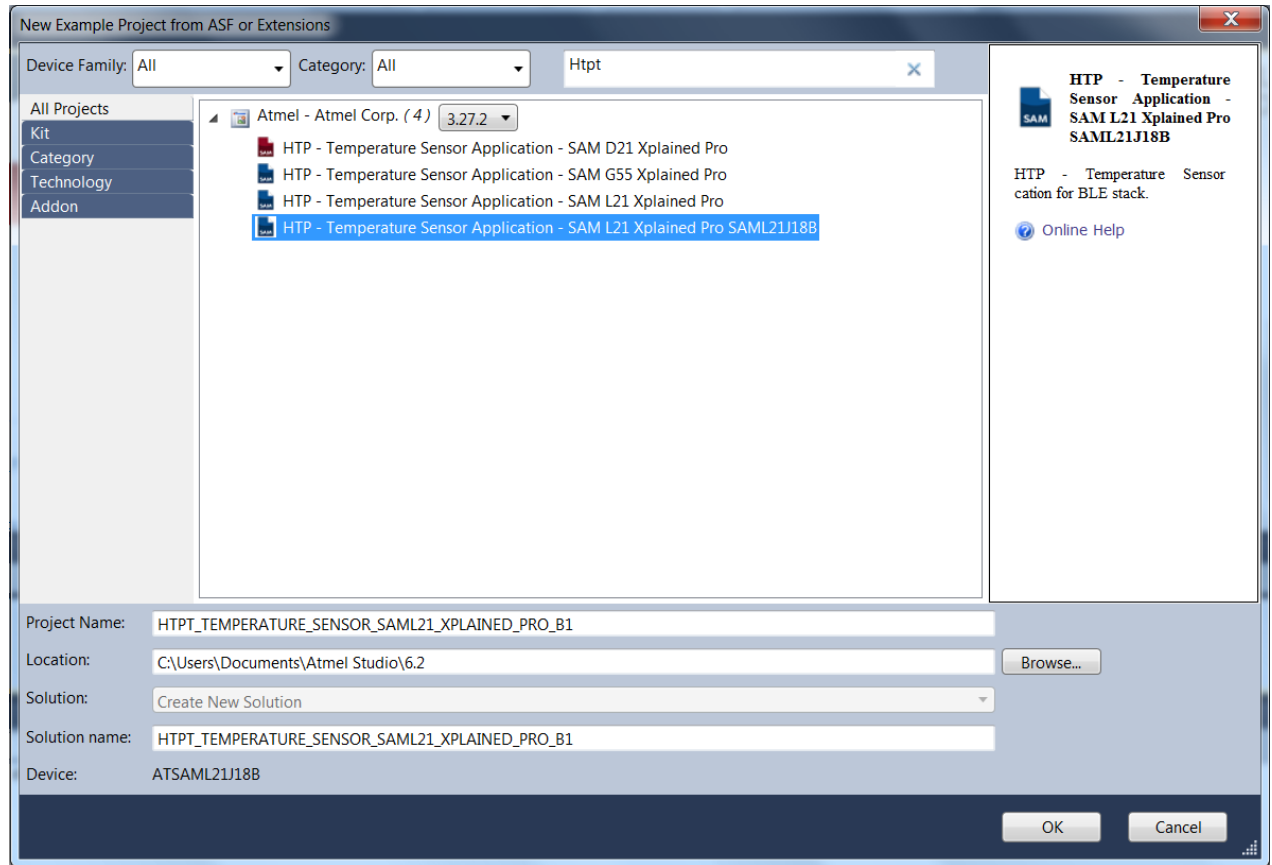 New Example Project from ASF or Extensions
Device Family: All Category: All Htpt
All Projects
Kit
Category
Technology
Addon
Atmel - Atmel Corp. (4) 3.27.2
HTP - Temperature Sensor Application - SAM D21 Xplained Pro
HTP - Temperature Sensor Application - SAM G55 Xplained Pro
HTP - Temperature Sensor Application - SAM L21 Xplained Pro
HTP - Temperature Sensor Application - SAM L21 Xplained Pro SAML21J18B
SAM
HTP - Temperature
Sensor Application -
SAM L21 Xplained Pro
SAML21J18B
HTP - Temperature Sensor
cation for BLE stack.
Online Help
Project Name: HTPT_TEMPERATURE_SENSOR_SAML21_XPLAINED_PRO_B1
Location: C:\Users\Documents\Atmel Studio\6.2 Browse...
Solution: Create New Solution
Solution name: HTPT_TEMPERATURE_SENSOR_SAML21_XPLAINED_PRO_B1
Device: ATSAML21J18B
OK Cancel